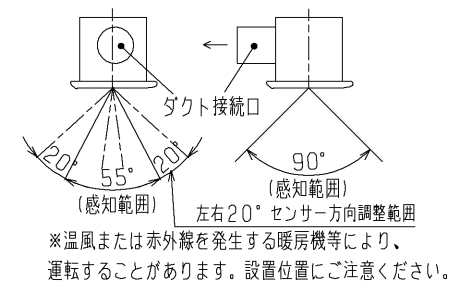 ダクト接続口
20°
55°
20°
(感知範囲)
90°
(感知範囲)
左右20°センサー方向調整範囲
※温風または赤外線を発生する暖房機等により、
運転することがあります。設置位置にご注意ください。